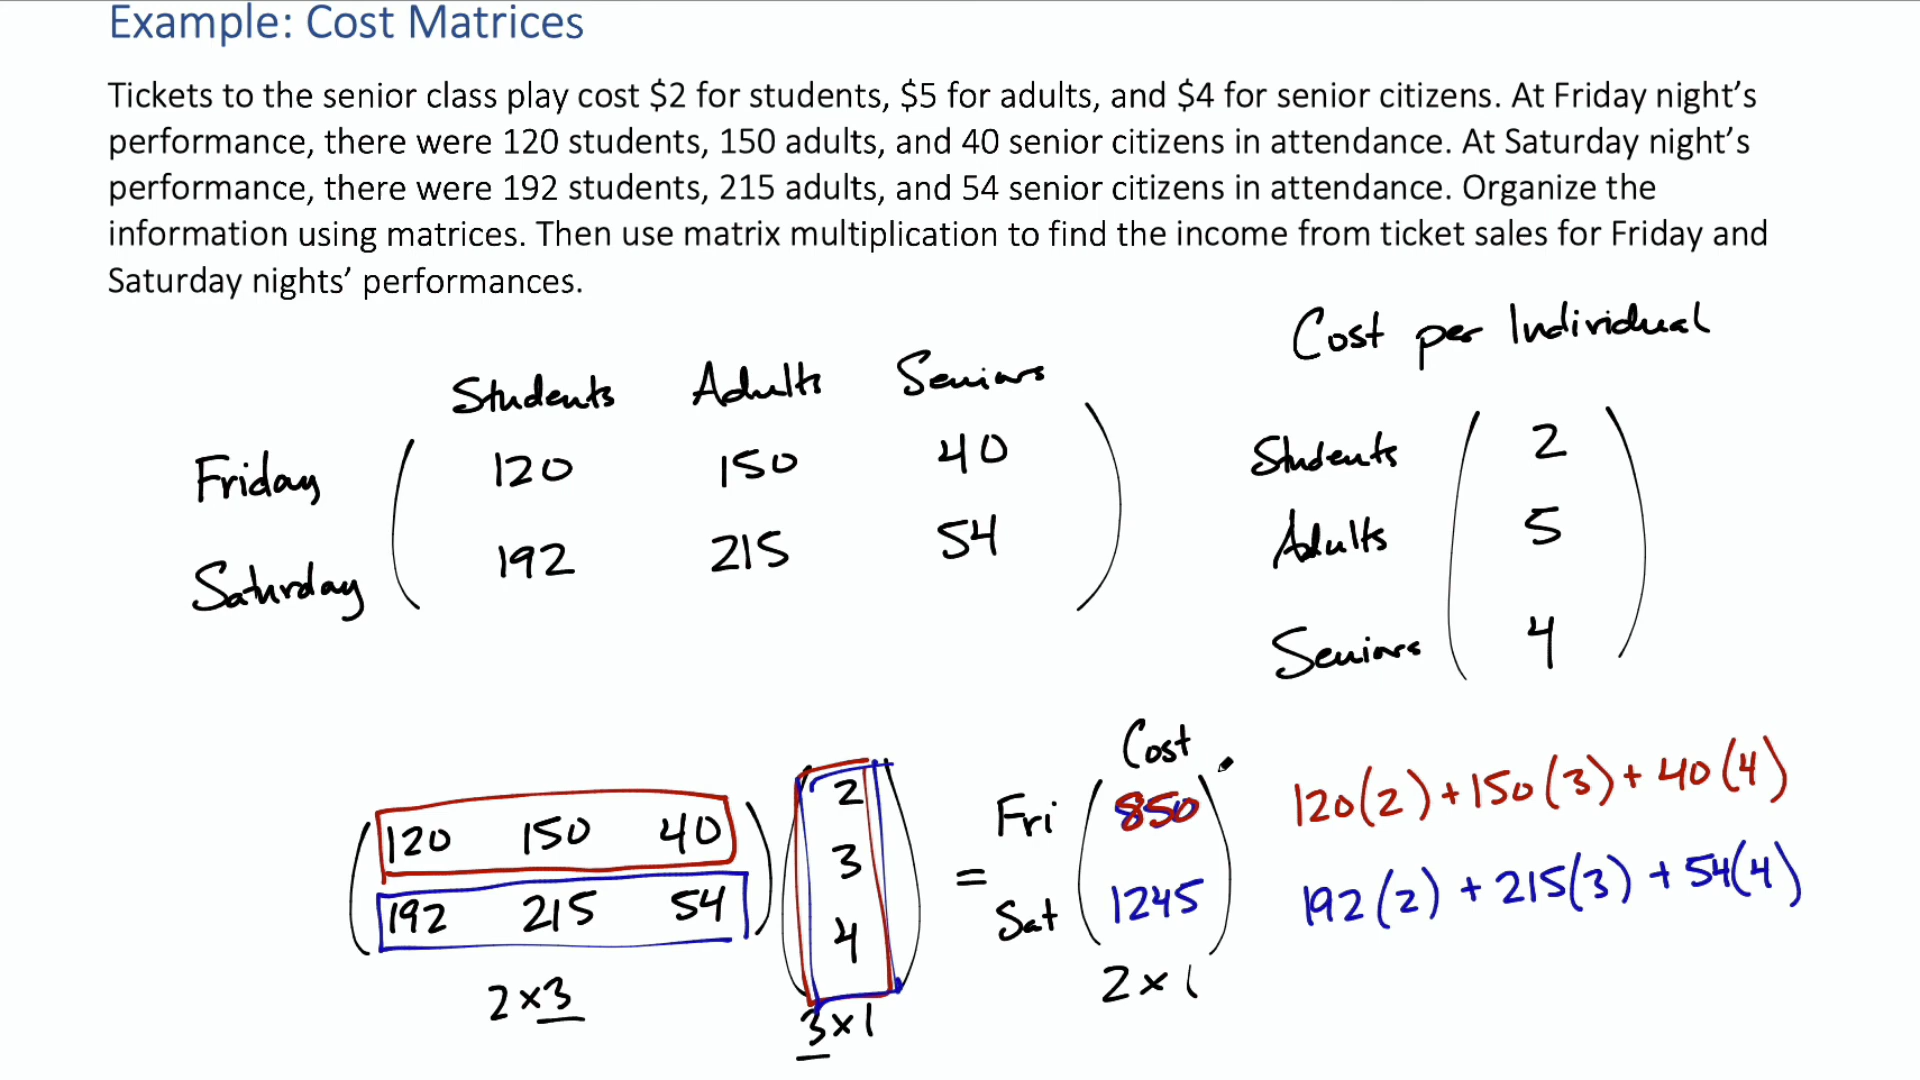 Example: Cost Matrices
Tickets to the senior class play cost $2 for students, $5 for adults, and $4 for senior citizens. At Friday night’s
performance, there were 120 students, 150 adults, and 40 senior citizens in attendance. At Saturday night’s
performance, there were 192 students, 215 adults, and 54 senior citizens in attendance. Organize the
information using matrices. Then use matrix multiplication to find the income from ticket sales for Friday and
Saturday nights’ performances.
Cost per Individual
Students Adults Seniors
Friday 120 150 40
Saturday 192 215 54
Students 2
Adults 5
Seniors 4
Cost
120 150 40
192 215 54
2
3
4
=
Fri 850
Sat 1245
120(2)+150(3)+40(4)
192(2)+215(3)+54(4)
2×3
3×1
2×1